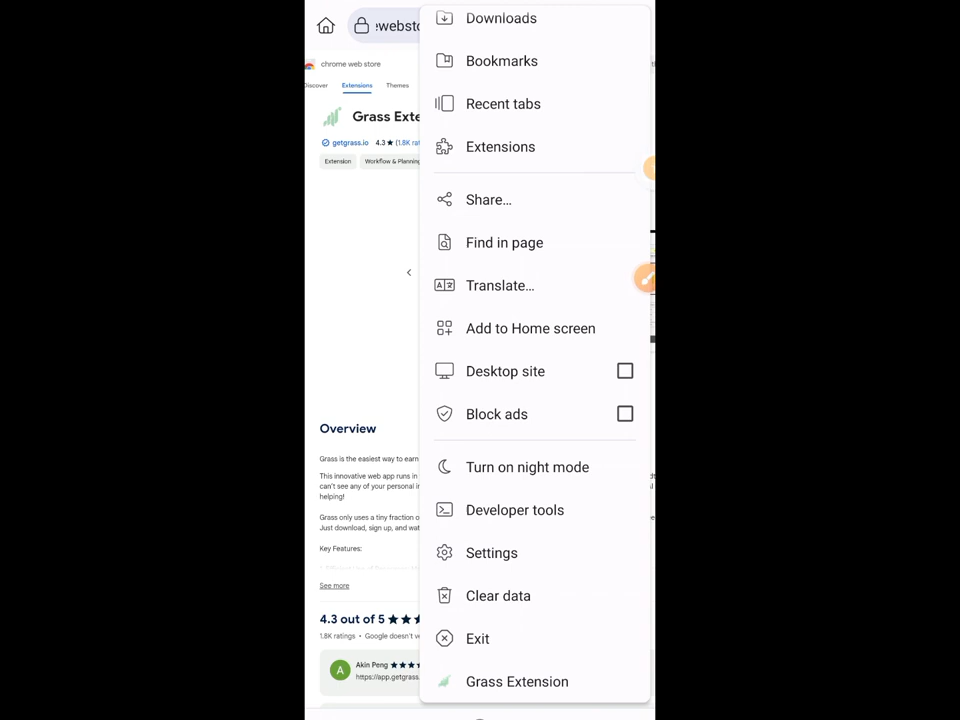 :webstc
Downloads
Bookmarks
Recent tabs
Extensions
Share...
Find in page
Translate...
Add to Home screen
Desktop site
Block ads
Turn on night mode
Developer tools
Settings
Clear data
Exit
Grass Extension
chrome web store
Discover Extensions Themes
Grass Exte
getgrass.io 4.3 ★ (1.8K rat
Extension Workflow & Planning
Overview
Grass is the easiest way to earn
This innovative web app runs in
can't see any of your personal in
helping!
Grass only uses a tiny fraction o
Just download, sign up, and wat
Key Features:
See more
4.3 out of 5 ★★
1.8K ratings • Google doesn't ve
A
Akin Peng ★★★
https://app.getgrass